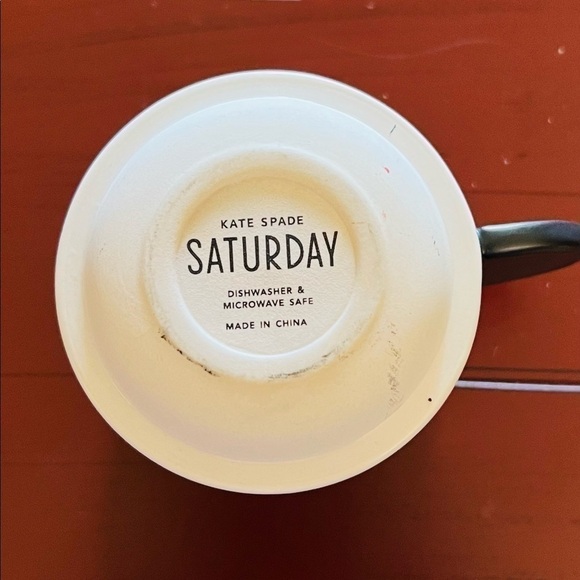 KATE SPADE
SATURDAY
DISHWASHER &
MICROWAVE SAFE
MADE IN CHINA